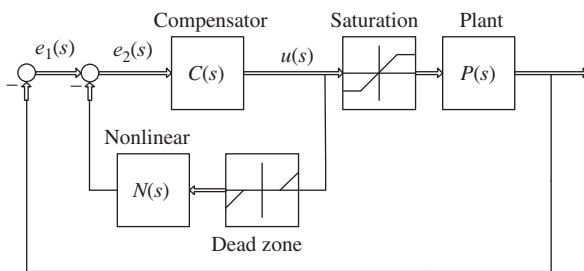 Compensator Saturation Plant
e₁(s) e₂(s) C(s) u(s) P(s)
− −
Nonlinear
N(s)
Dead zone